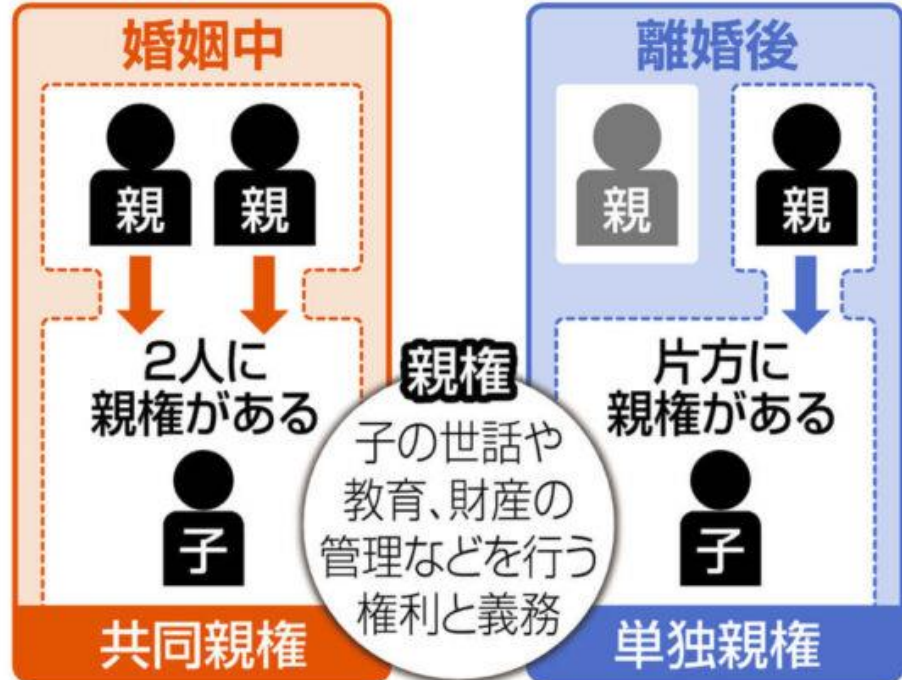 婚姻中
親 親
2人に
親権がある
子
共同親権
親権
子の世話や
教育、財産の
管理などを行う
権利と義務
離婚後
親 親
片方に
親権がある
子
単独親権